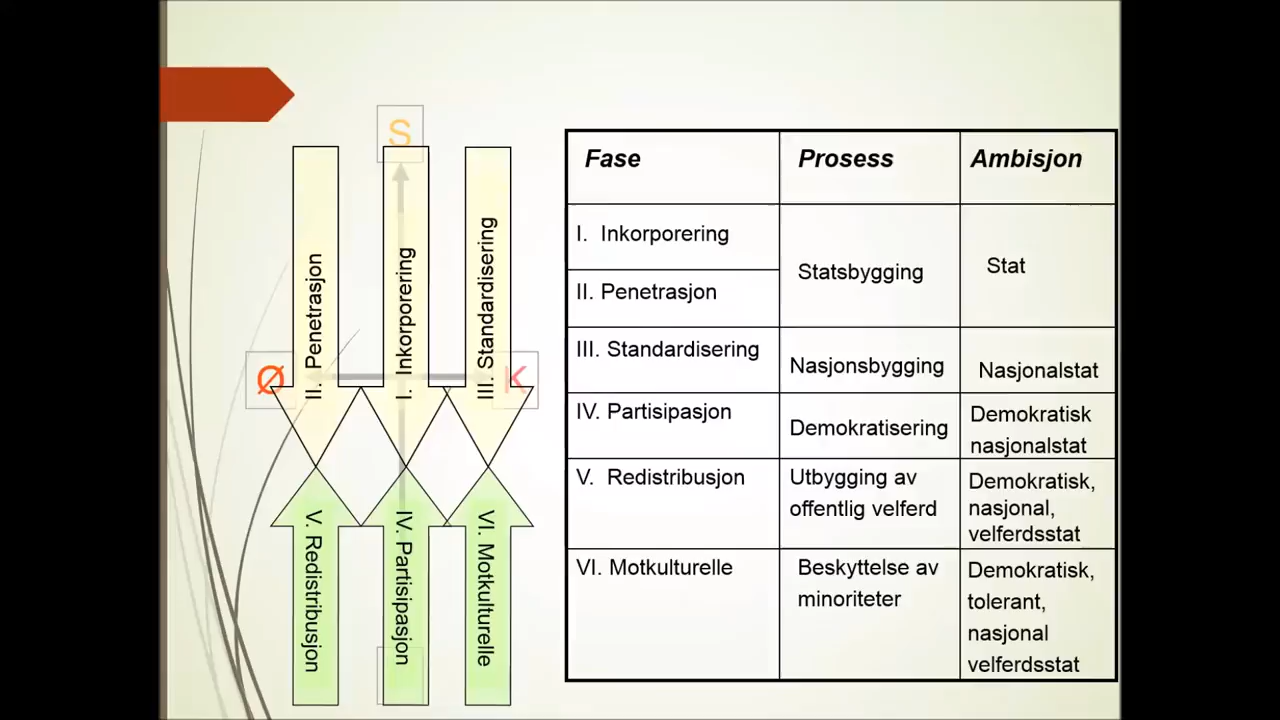 S
Ø
K
II. Penetrasjon
I. Inkorporering
III. Standardisering
V. Redistribusjon
IV. Partisipasjon
VI. Motkulturelle
Fase
Prosess
Ambisjon
I. Inkorporering
Statsbygging
Stat
II. Penetrasjon
III. Standardisering
Nasjonsbygging
Nasjonalstat
IV. Partisipasjon
Demokratisering
Demokratisk
nasjonalstat
V. Redistribusjon
Utbygging av
offentlig velferd
Demokratisk,
nasjonal,
velferdsstat
VI. Motkulturelle
Beskyttelse av
minoriteter
Demokratisk,
tolerant,
nasjonal
velferdsstat